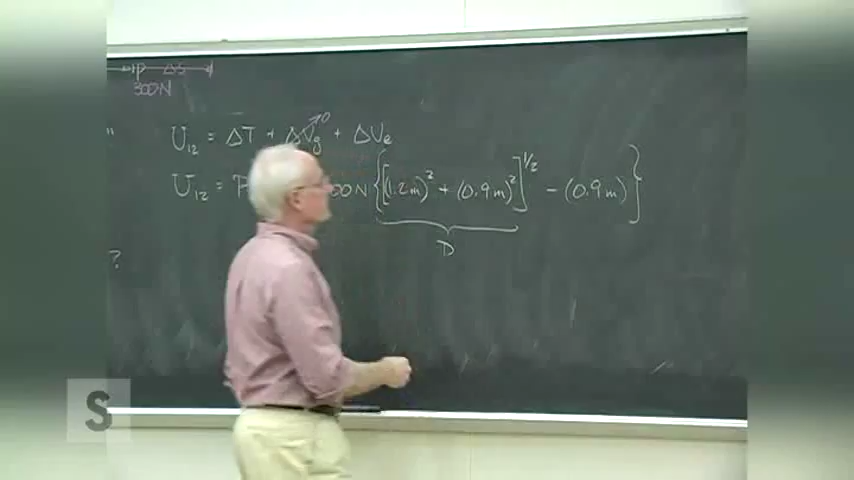 P ΔS
300N
U₁₂ = ΔT + ΔVg→0 + ΔVe
U₁₂ = P 00N {[(1.2m)² + (0.9m)²]^1/2 - (0.9m)}
D
?
S